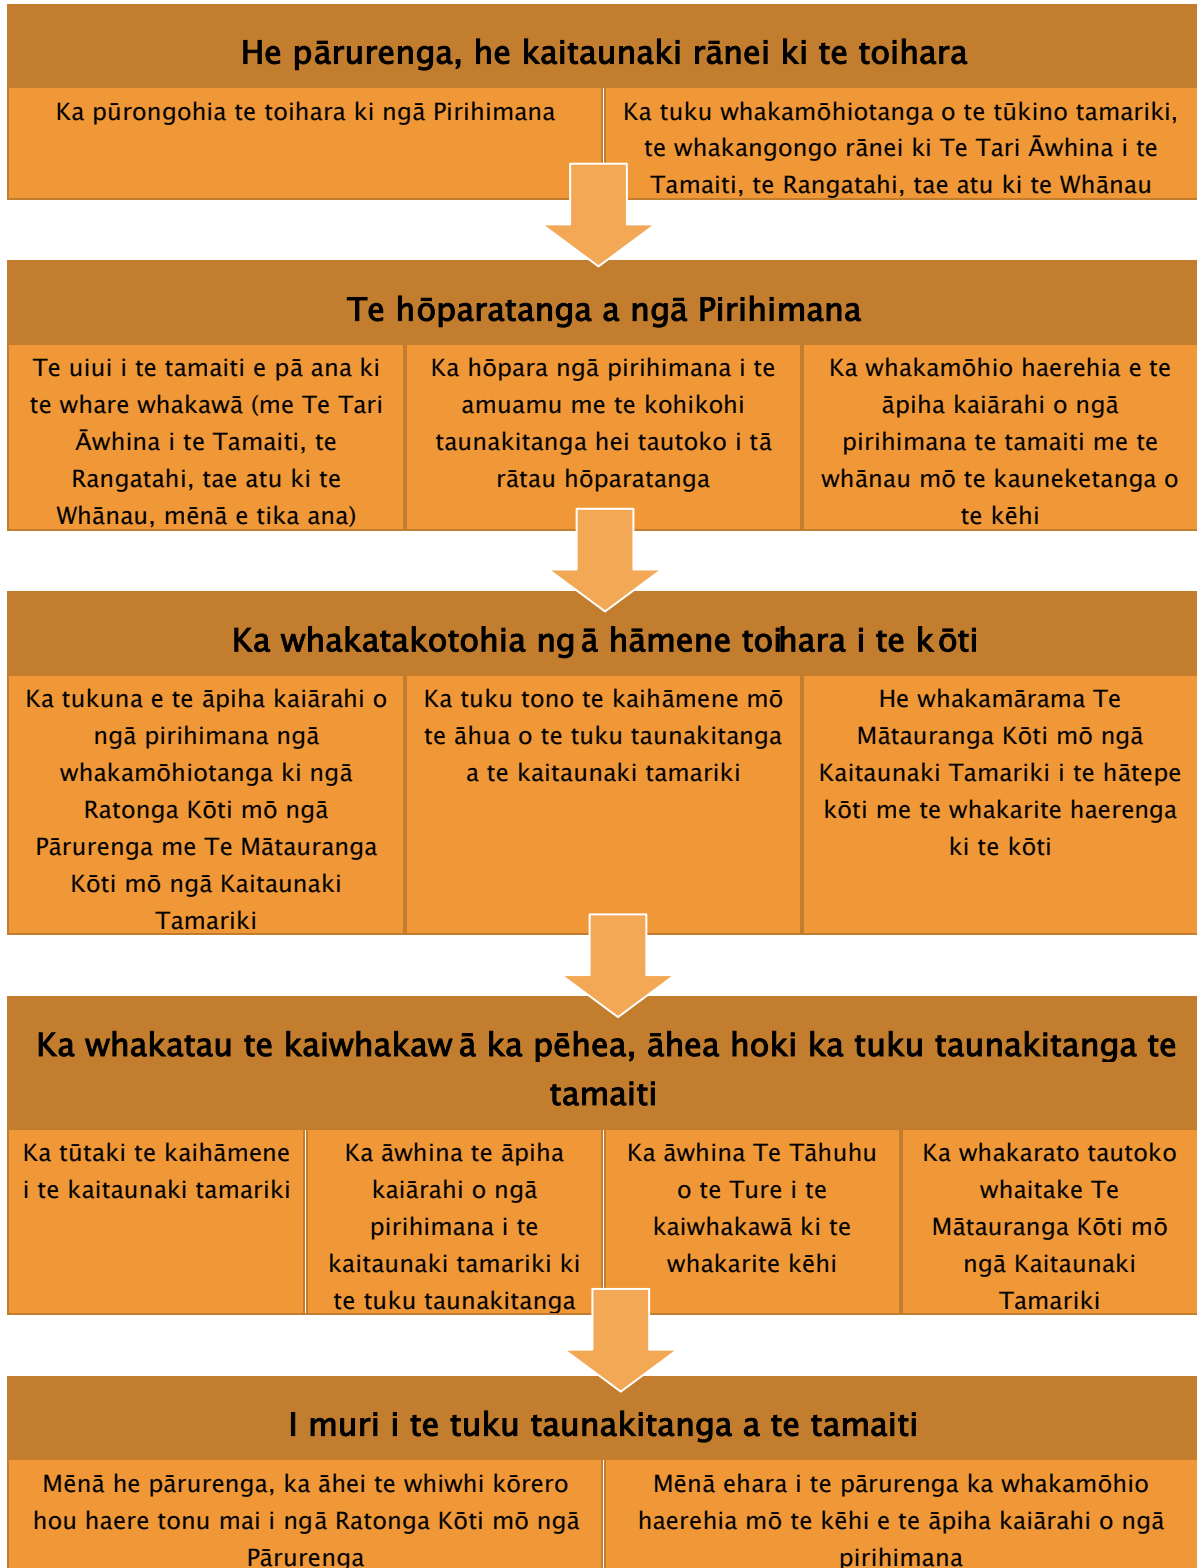 He pārurenga, he kaitaunaki rānei ki te toihara
Ka pūrongohia te toihara ki ngā Pirihimana
Ka tuku whakamōhiotanga o te tūkino tamariki,
te whakangongo rānei ki Te Tari Āwhina i te
Tamaiti, te Rangatahi, tae atu ki te Whānau
Te hōparatanga a ngā Pirihimana
Te uiui i te tamaiti e pā ana ki
te whare whakawā (me Te Tari
Āwhina i te Tamaiti, te
Rangatahi, tae atu ki te
Whānau, mēnā e tika ana)
Ka hōpara ngā pirihimana i te
amuamu me te kohikohi
taunakitanga hei tautoko i tā
rātau hōparatanga
Ka whakamōhio haerehia e te
āpiha kaiārahi o ngā
pirihimana te tamaiti me te
whānau mō te kauneketanga o
te kēhi
Ka whakatakotohia ngā hāmene toihara i te kōti
Ka tukuna e te āpiha kaiārahi o
ngā pirihimana ngā
whakamōhiotanga ki ngā
Ratonga Kōti mō ngā
Pārurenga me Te Mātauranga
Kōti mō ngā Kaitaunaki
Tamariki
Ka tuku tono te kaihāmene mō
te āhua o te tuku taunakitanga
a te kaitaunaki tamariki
He whakamārama Te
Mātauranga Kōti mō ngā
Kaitaunaki Tamariki i te hātepe
kōti me te whakarite haerenga
ki te kōti
Ka whakatau te kaiwhakawā ka pēhea, āhea hoki ka tuku taunakitanga te
tamaiti
Ka tūtaki te kaihāmene
i te kaitaunaki tamariki
Ka āwhina te āpiha
kaiārahi o ngā
pirihimana i te
kaitaunaki tamariki ki
te tuku taunakitanga
Ka āwhina Te Tāhuhu
o te Ture i te
kaiwhakawā ki te
whakarite kēhi
Ka whakarato tautoko
whaitake Te
Mātauranga Kōti mō
ngā Kaitaunaki
Tamariki
I muri i te tuku taunakitanga a te tamaiti
Mēnā he pārurenga, ka āhei te whiwhi kōrero
hou haere tonu mai i ngā Ratonga Kōti mō ngā
Pārurenga
Mēnā ehara i te pārurenga ka whakamōhio
haerehia mō te kēhi e te āpiha kaiārahi o ngā
pirihimana